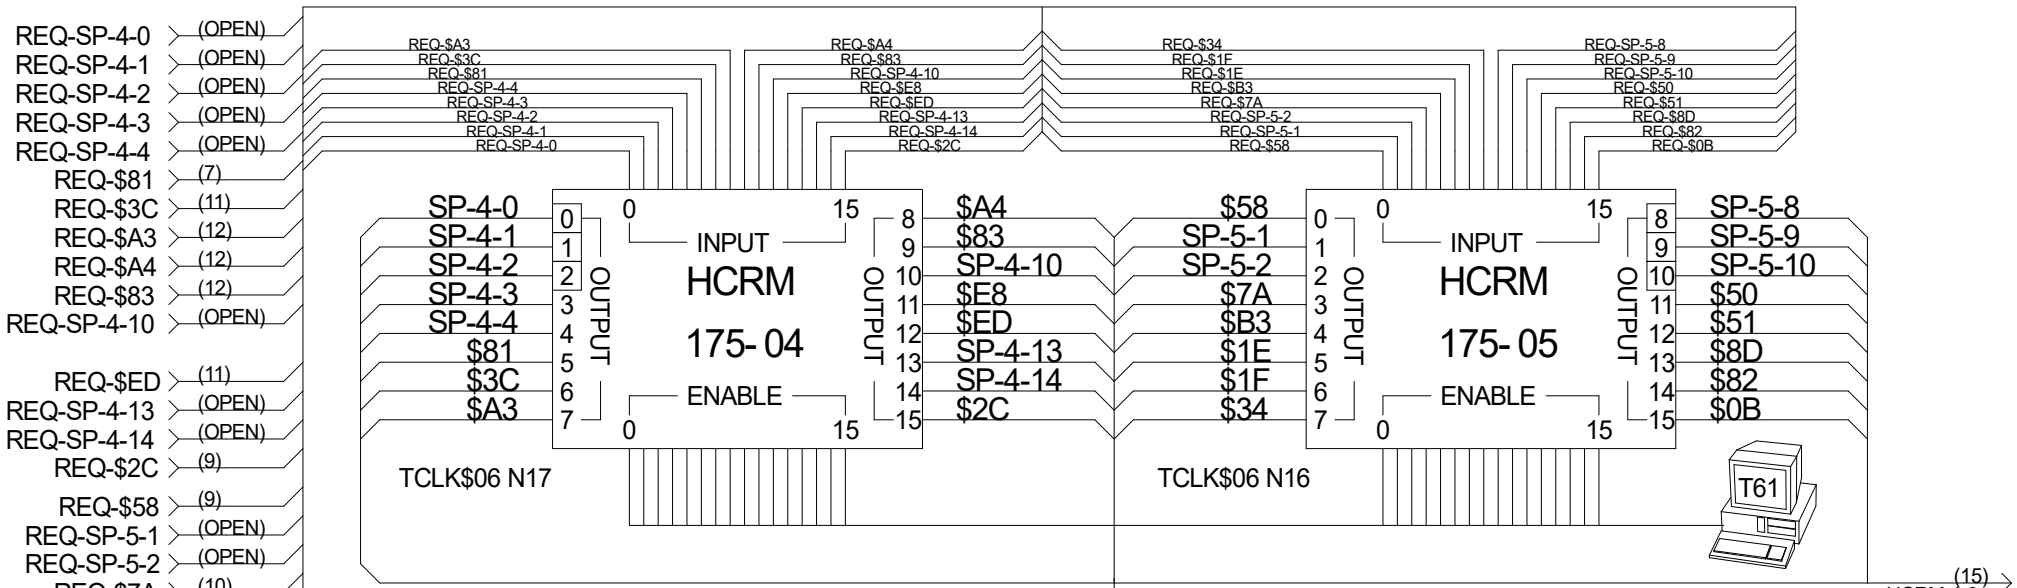 REQ-SP-4-0 (OPEN)
REQ-SP-4-1 (OPEN)
REQ-SP-4-2 (OPEN)
REQ-SP-4-3 (OPEN)
REQ-SP-4-4 (OPEN)
REQ-$81 (7)
REQ-$3C (11)
REQ-$A3 (12)
REQ-$A4 (12)
REQ-$83 (12)
REQ-SP-4-10 (OPEN)
REQ-$ED (11)
REQ-SP-4-13 (OPEN)
REQ-SP-4-14 (OPEN)
REQ-$2C (9)
REQ-$58 (9)
REQ-SP-5-1 (OPEN)
REQ-SP-5-2 (OPEN)
REQ-$7A (10)
REQ-$A3
REQ-$3C
REQ-$81
REQ-SP-4-4
REQ-SP-4-3
REQ-SP-4-2
REQ-SP-4-1
REQ-SP-4-0
REQ-$A4
REQ-$83
REQ-SP-4-10
REQ-$E8
REQ-$ED
REQ-SP-4-13
REQ-SP-4-14
REQ-$2C
REQ-$34
REQ-$1F
REQ-$1E
REQ-$B3
REQ-$7A
REQ-SP-5-2
REQ-SP-5-1
REQ-$58
REQ-SP-5-8
REQ-SP-5-9
REQ-SP-5-10
REQ-$50
REQ-$51
REQ-$8D
REQ-$82
REQ-$0B
SP-4-0 0
SP-4-1 1
SP-4-2 2
SP-4-3 3
SP-4-4 4
$81 5
$3C 6
$A3 7
OUTPUT
0 15
INPUT
HCRM
175-04
ENABLE
0 15
OUTPUT
8 $A4
9 $83
10 SP-4-10
11 $E8
12 $ED
13 SP-4-13
14 SP-4-14
15 $2C
TCLK$06 N17
$58 0
SP-5-1 1
SP-5-2 2
$7A 3
$B3 4
$1E 5
$1F 6
$34 7
OUTPUT
0 15
INPUT
HCRM
175-05
ENABLE
0 15
OUTPUT
8 SP-5-8
9 SP-5-9
10 SP-5-10
11 $50
12 $51
13 $8D
14 $82
15 $0B
TCLK$06 N16
T61
(15)